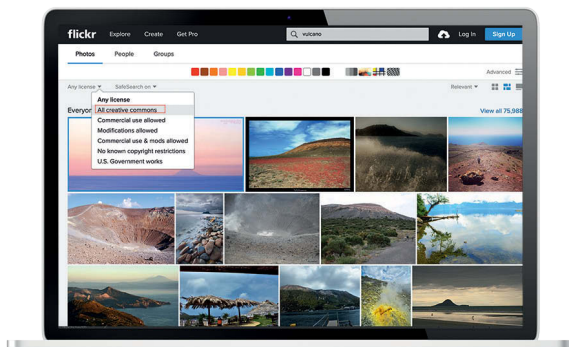 flickr Explore Create Get Pro vulcano Log In Sign Up
Photos People Groups
Advanced
Any license SafeSearch on Relevant
Any license
Everyon View all 75,988
All creative commons
Commercial use allowed
Modifications allowed
Commercial use & mods allowed
No known copyright restrictions
U.S. Government works